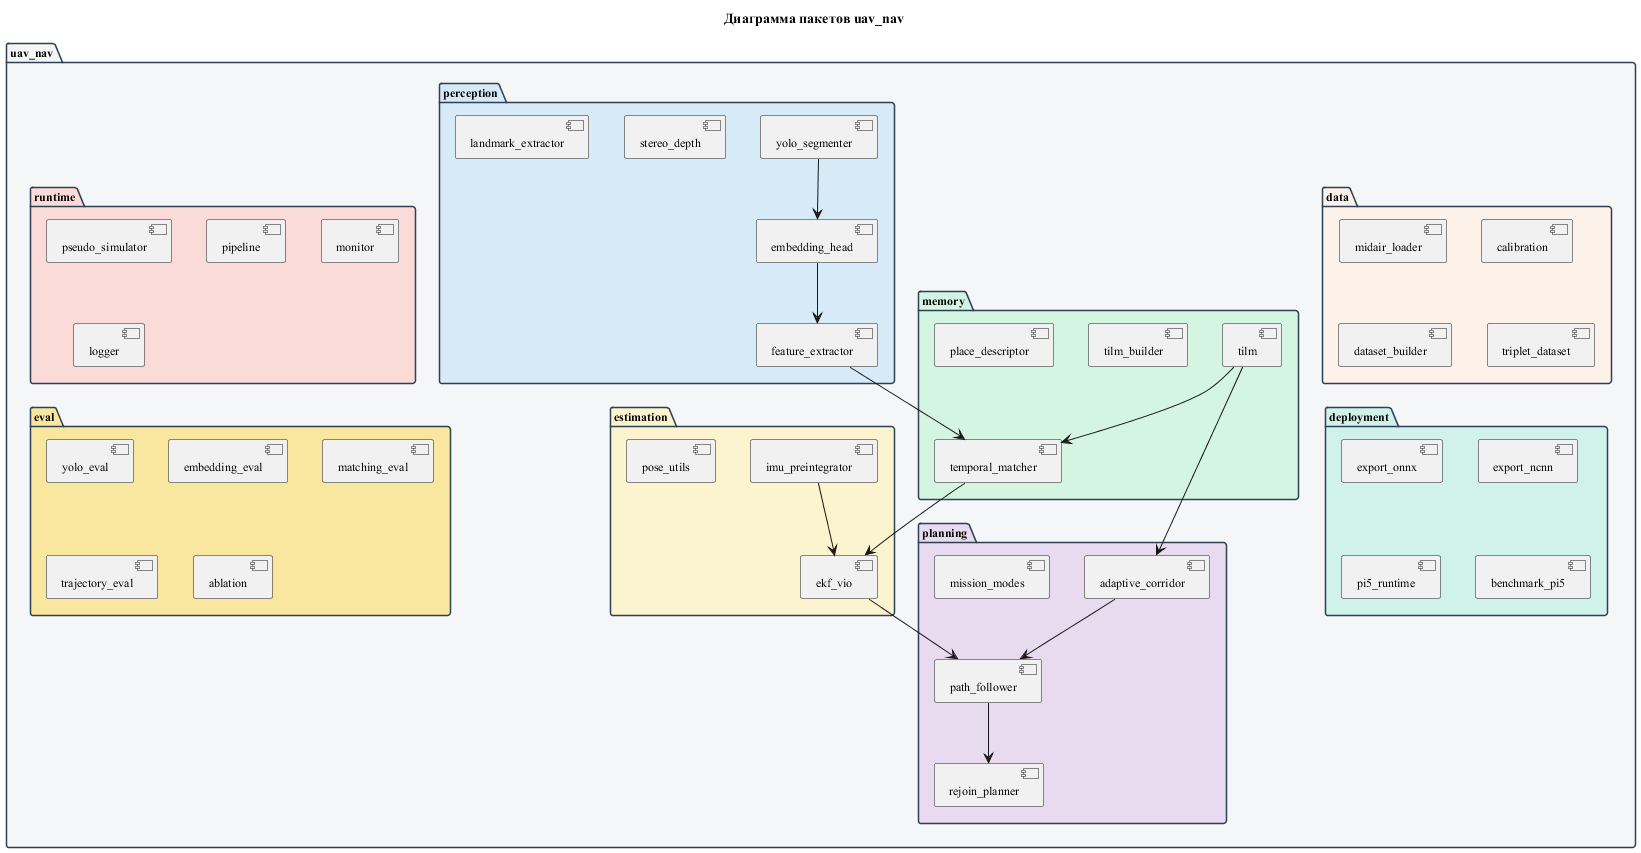 Диаграмма пакетов uav_nav
uav_nav
perception
landmark_extractor
stereo_depth
yolo_segmenter
embedding_head
feature_extractor
runtime
pseudo_simulator
pipeline
monitor
logger
data
midair_loader
calibration
dataset_builder
triplet_dataset
memory
place_descriptor
tilm_builder
tilm
temporal_matcher
eval
yolo_eval
embedding_eval
matching_eval
trajectory_eval
ablation
estimation
pose_utils
imu_preintegrator
ekf_vio
deployment
export_onnx
export_ncnn
pi5_runtime
benchmark_pi5
planning
mission_modes
adaptive_corridor
path_follower
rejoin_planner